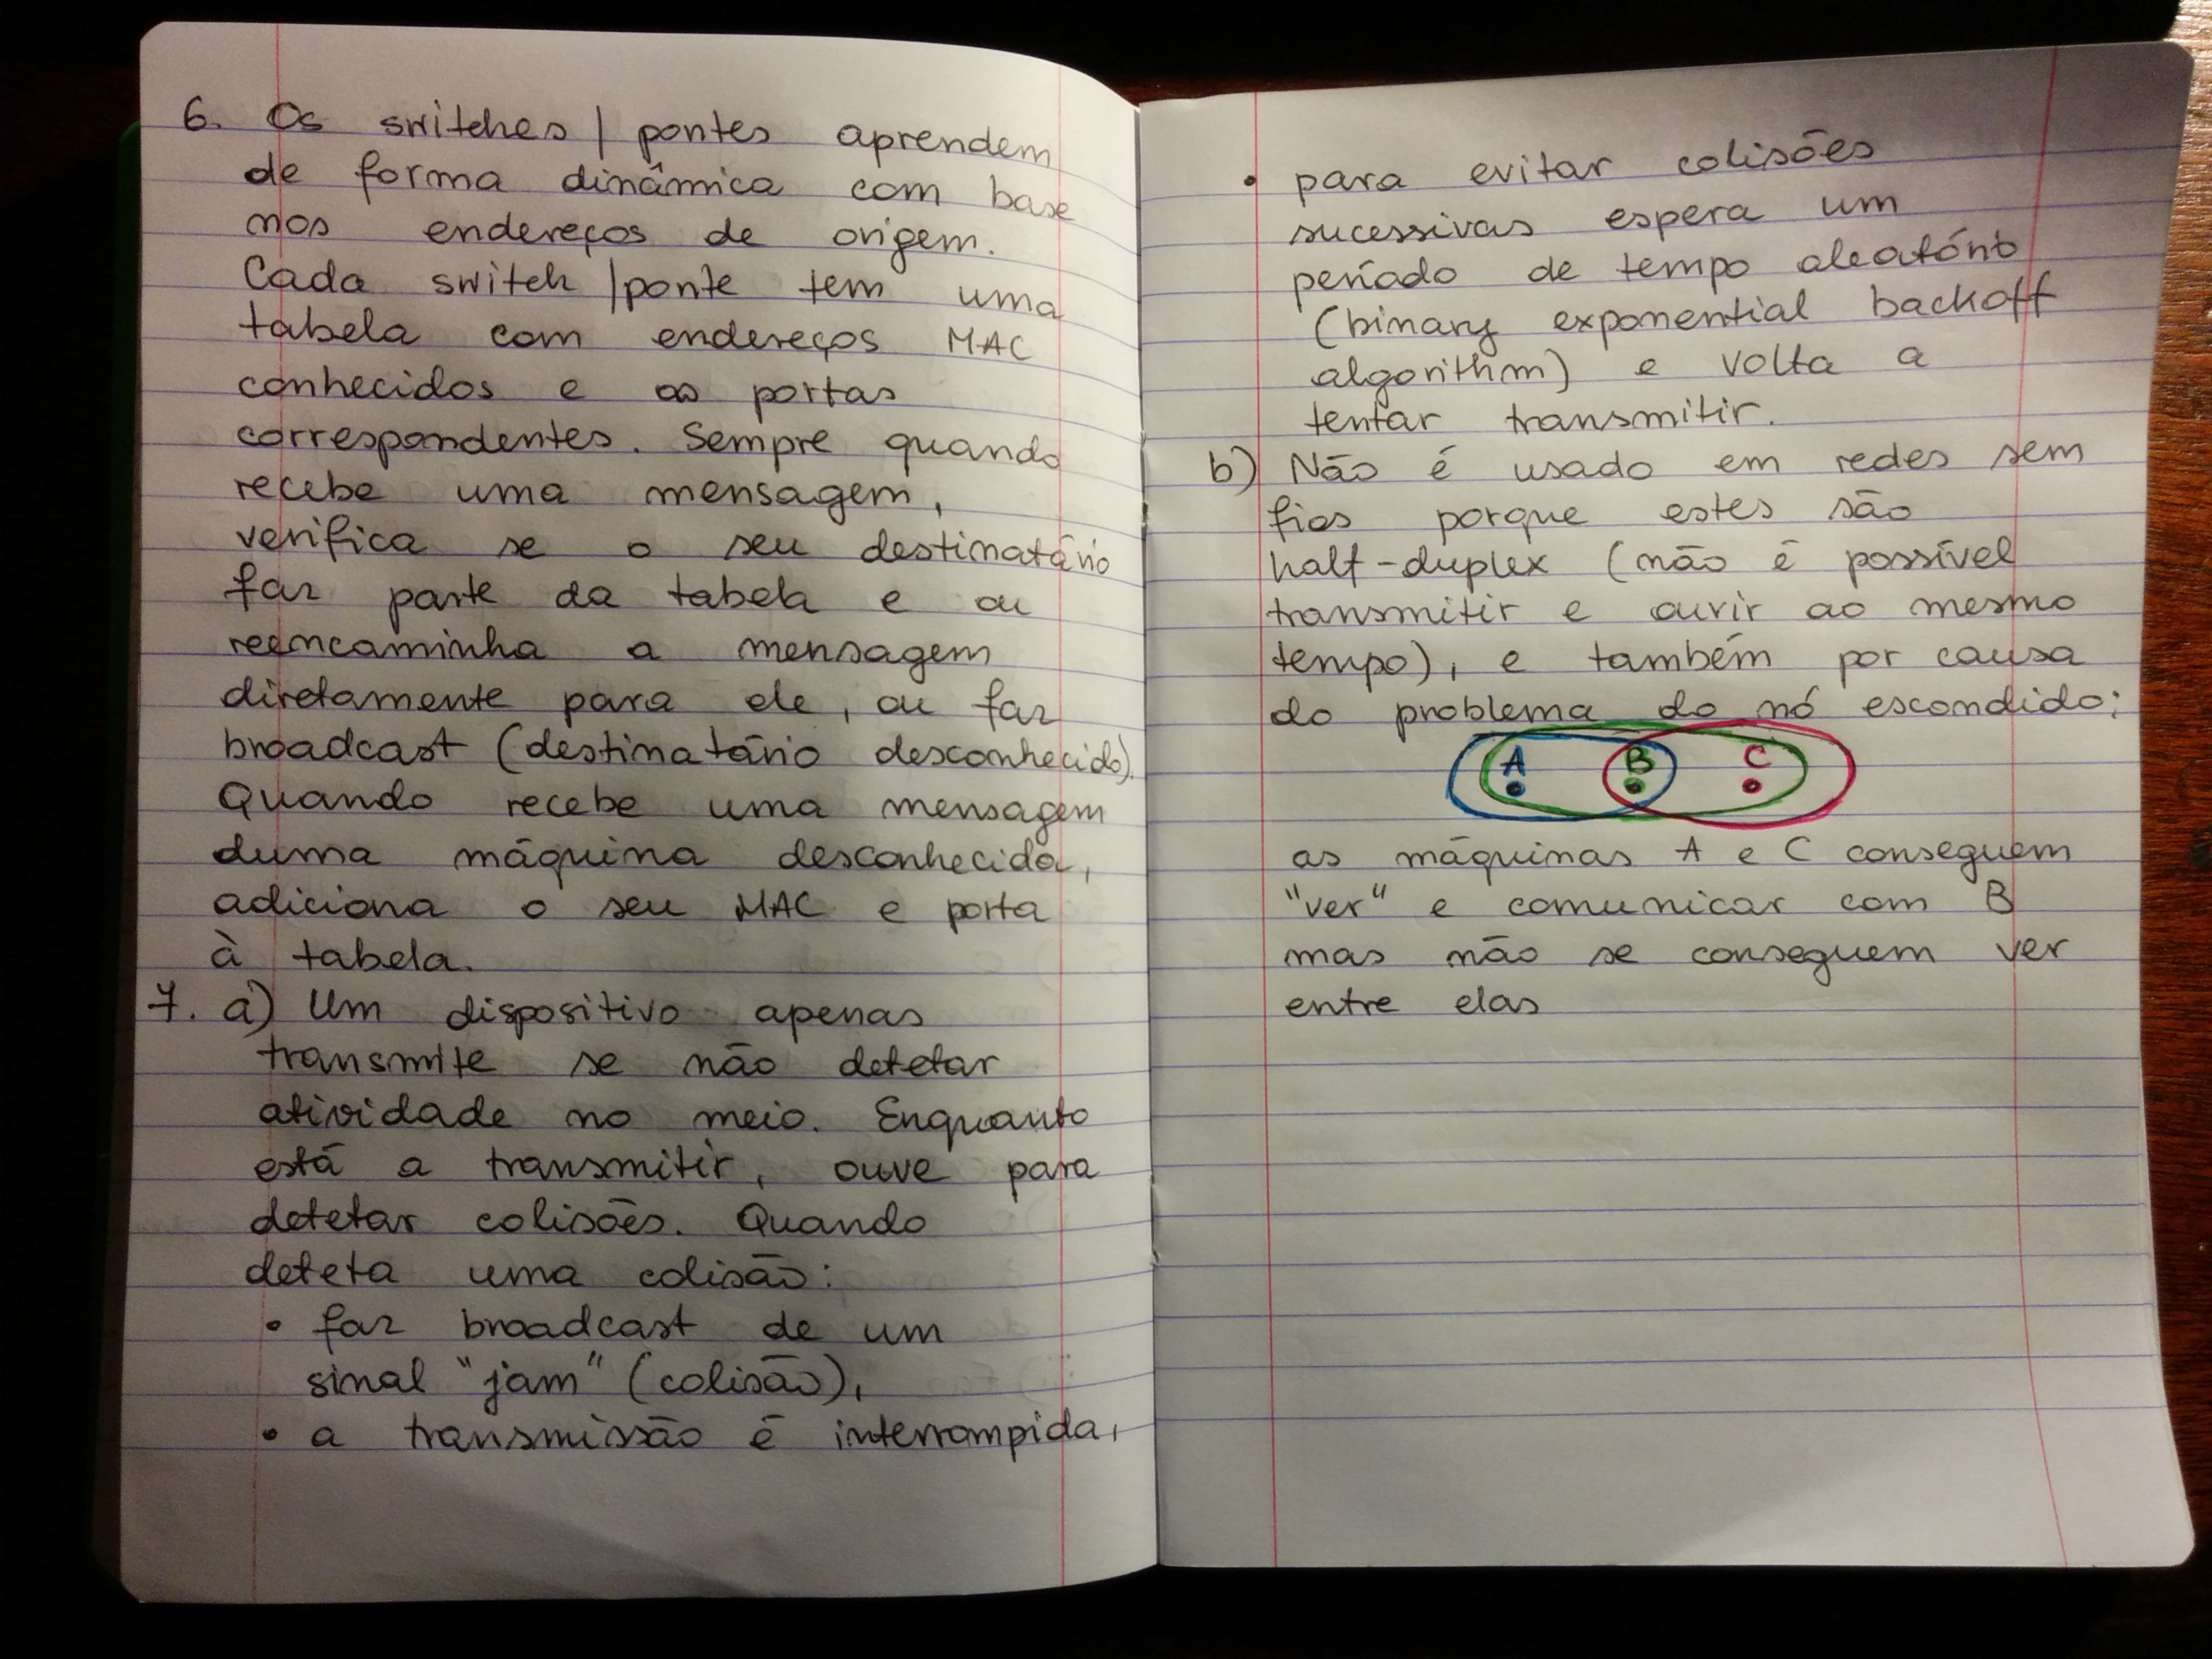 6. Os switches / pontes aprendem
de forma dinâmica com base
nos endereços de origem.
Cada switch / ponte tem uma
tabela com endereços MAC
conhecidos e as portas
correspondentes. Sempre quando
recebe uma mensagem,
verifica se o seu destinatário
faz parte da tabela e ou
reencaminha a mensagem
diretamente para ele, ou faz
broadcast (destinatário desconhecido).
Quando recebe uma mensagem
duma máquina desconhecida,
adiciona o seu MAC e porta
à tabela.
7. a) Um dispositivo apenas
transmite se não detetar
atividade no meio. Enquanto
está a transmitir, ouve para
detetar colisões. Quando
deteta uma colisão:
• faz broadcast de um
sinal "jam" (colisão),
• a transmissão é interrompida,
• para evitar colisões
sucessivas espera um
período de tempo aleatório
(binary exponential backoff
algorithm) e volta a
tentar transmitir.
b) Não é usado em redes sem
fios porque estes são
half-duplex (não é possível
transmitir e ouvir ao mesmo
tempo), e também por causa
do problema do nó escondido:
A B C
as máquinas A e C conseguem
"ver" e comunicar com B
mas não se conseguem ver
entre elas